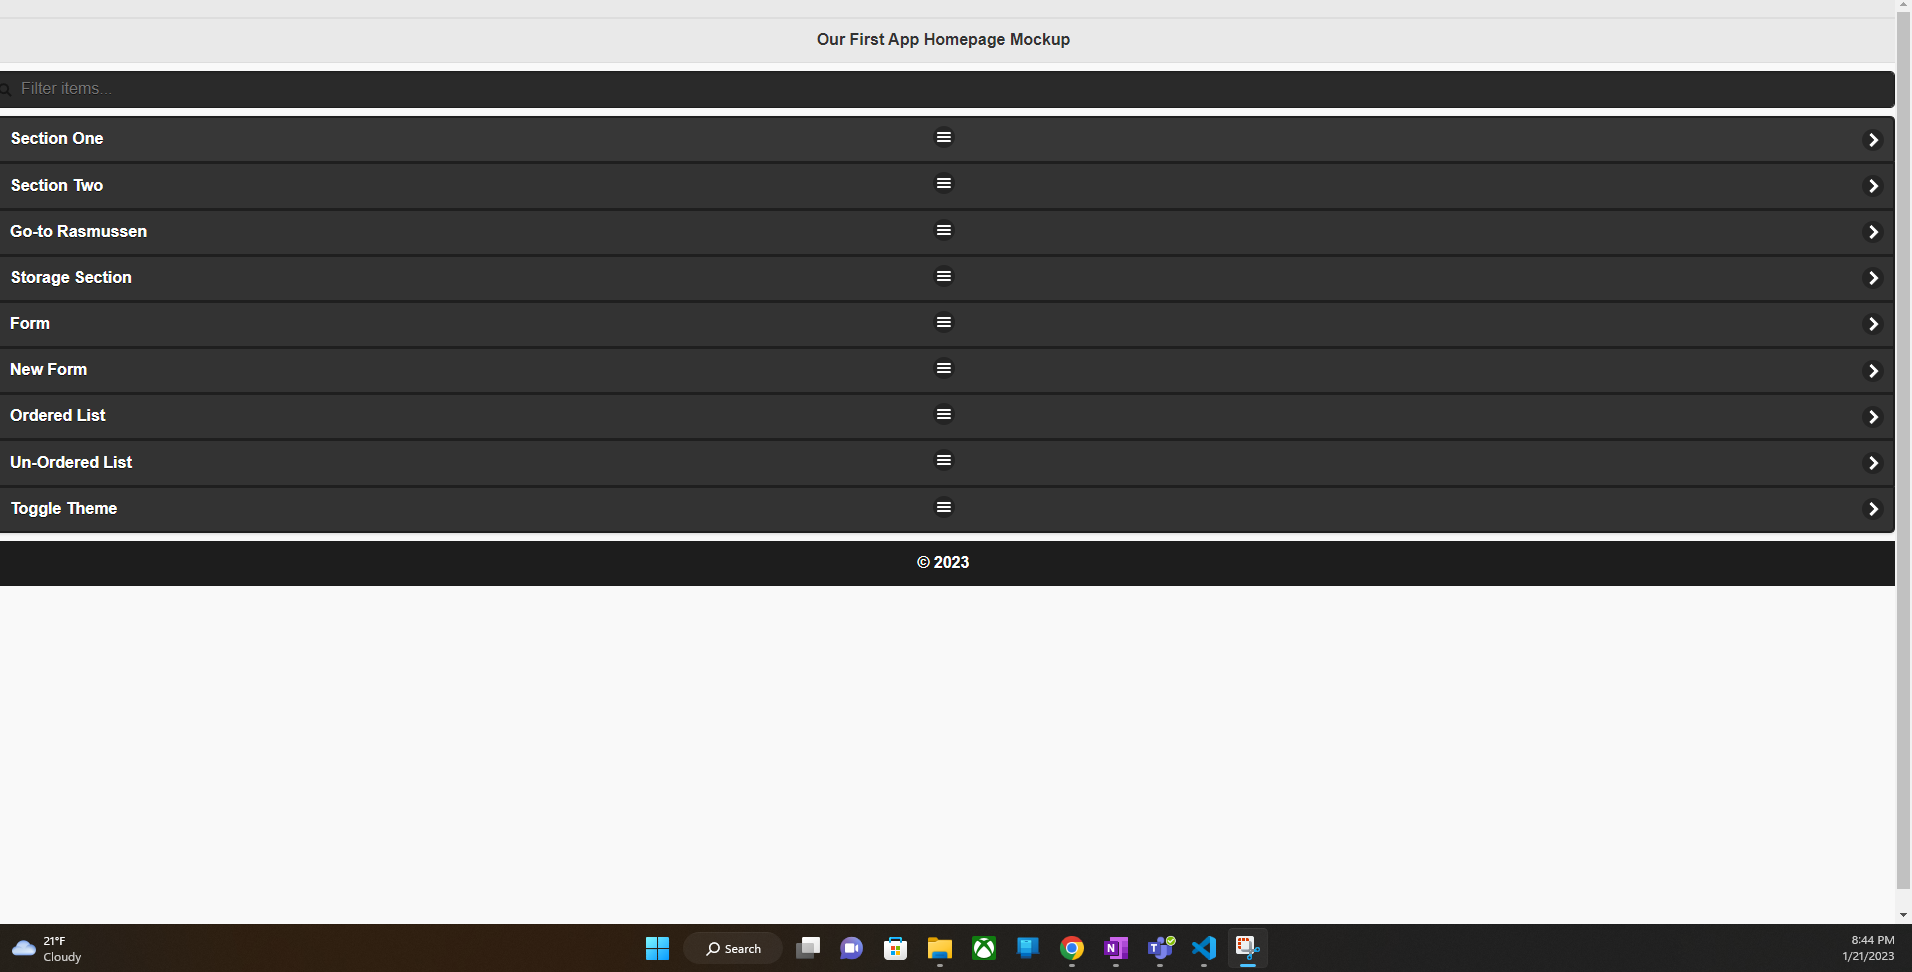 Our First App Homepage Mockup
Filter items...
Section One
Section Two
Go-to Rasmussen
Storage Section
Form
New Form
Ordered List
Un-Ordered List
Toggle Theme
© 2023
21°F
Cloudy
Search
N
T
8:44 PM
1/21/2023